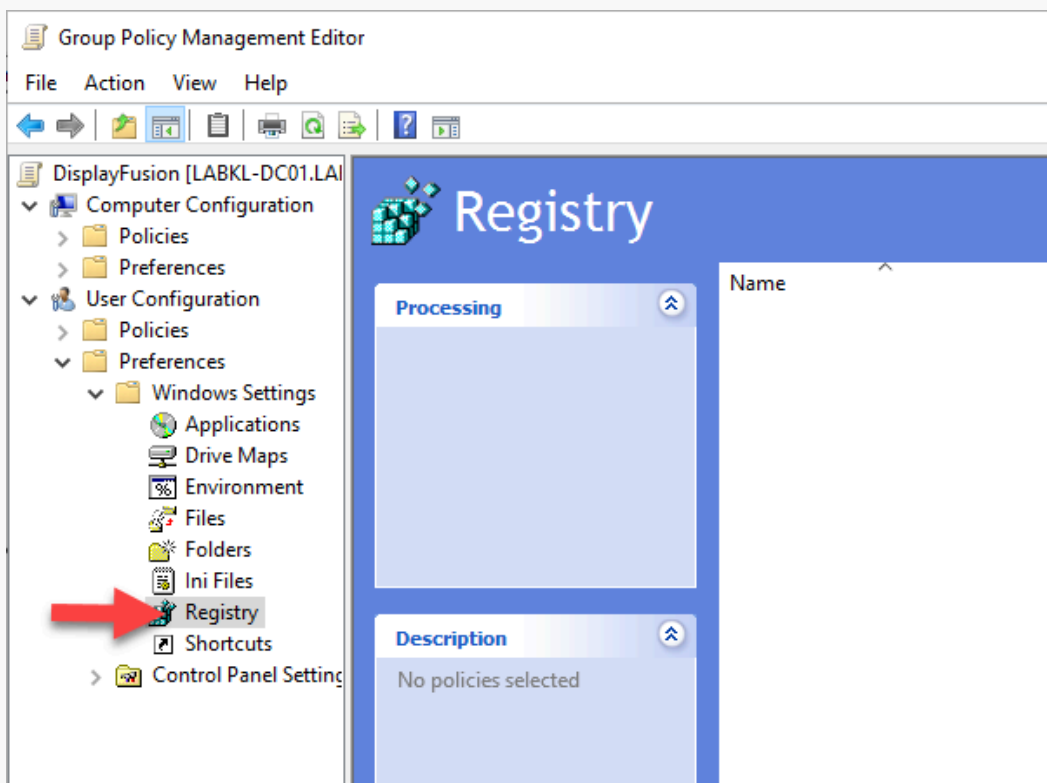 Group Policy Management Editor
File Action View Help
DisplayFusion [LABKL-DC01.LAI
Computer Configuration
Policies
Preferences
User Configuration
Policies
Preferences
Windows Settings
Applications
Drive Maps
Environment
Files
Folders
Ini Files
Registry
Shortcuts
Control Panel Setting
Registry
Processing
Description
No policies selected
Name